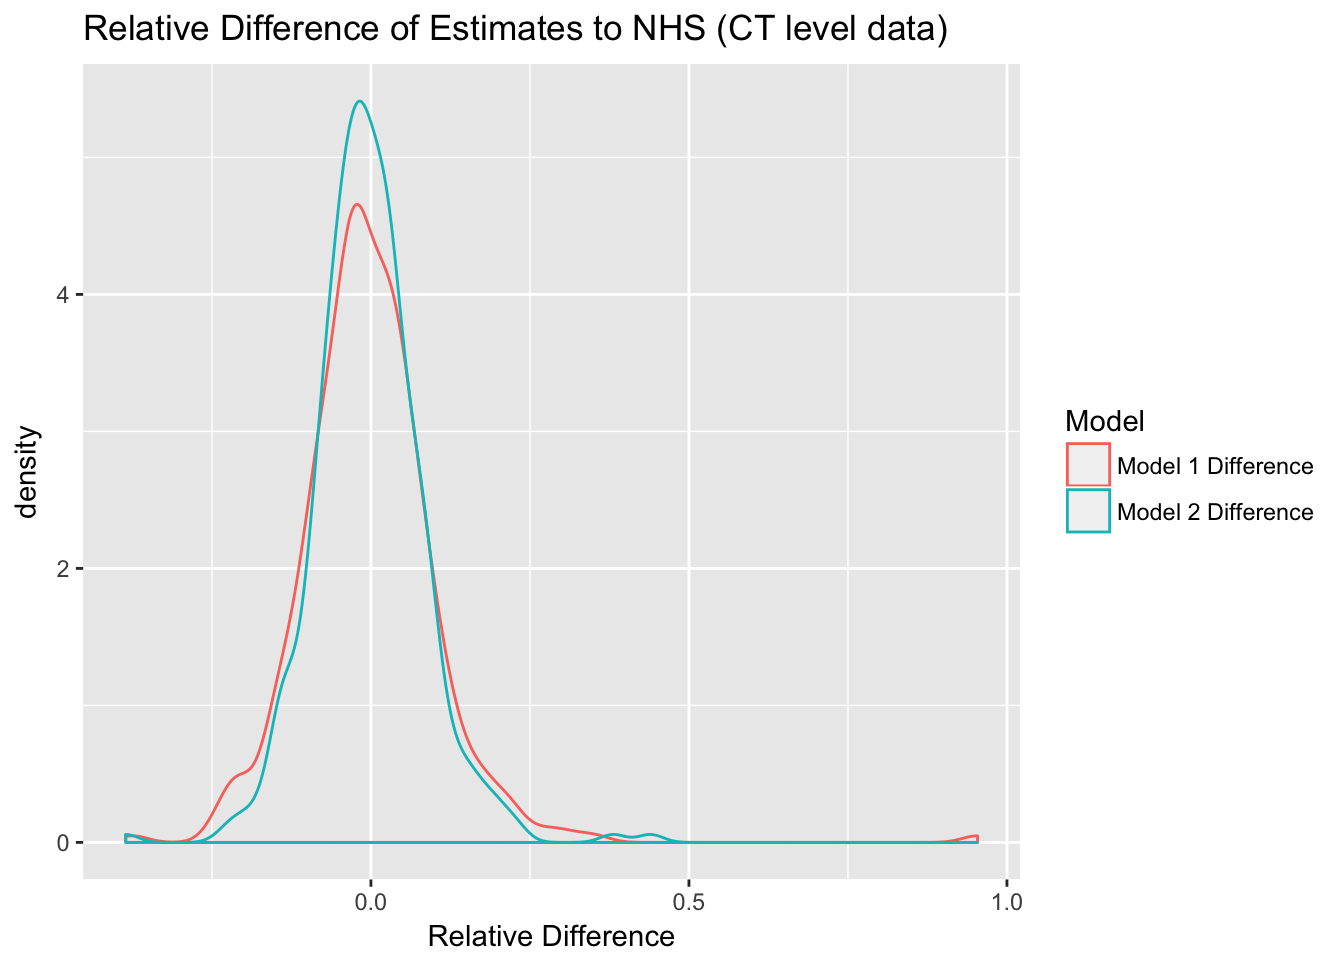 Relative Difference of Estimates to NHS (CT level data)
density
4
2
0
0.0
0.5
1.0
Relative Difference
Model
Model 1 Difference
Model 2 Difference